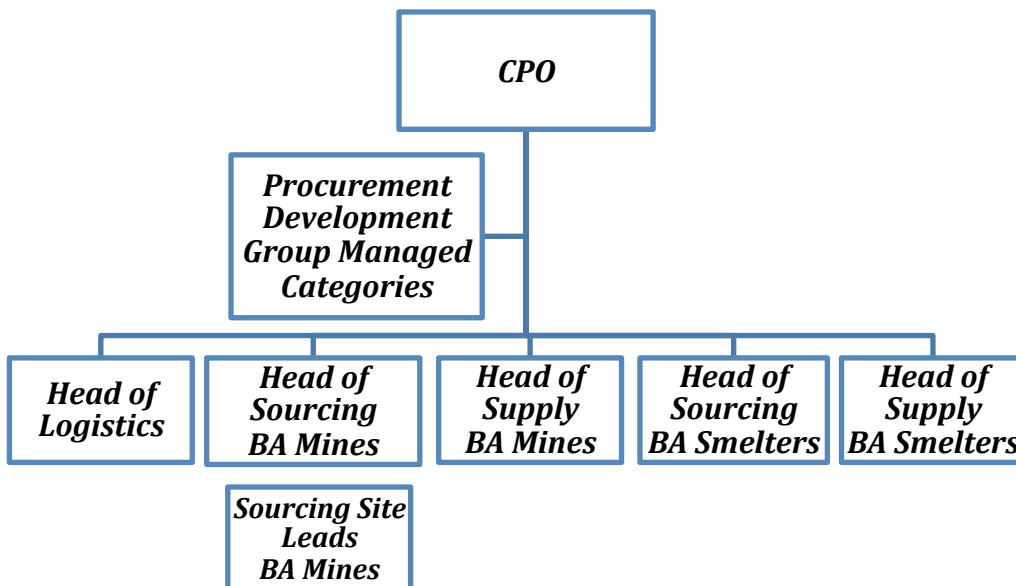 CPO
Procurement
Development
Group Managed
Categories
Head of
Logistics
Head of
Sourcing
BA Mines
Head of
Supply
BA Mines
Head of
Sourcing
BA Smelters
Head of
Supply
BA Smelters
Sourcing Site
Leads
BA Mines